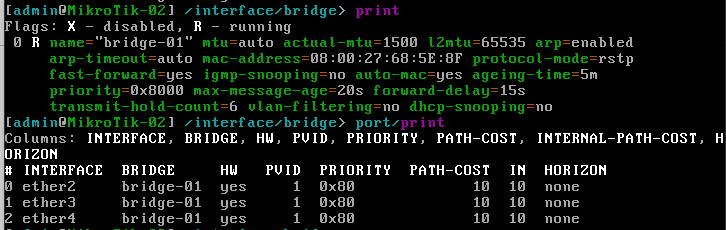 [admin@MikroTik-02] /interface/bridge> print
Flags: X - disabled, R - running
 0 R name="bridge-01" mtu=auto actual-mtu=1500 l2mtu=65535 arp=enabled
     arp-timeout=auto mac-address=08:00:27:68:5E:8F protocol-mode=rstp
     fast-forward=yes igmp-snooping=no auto-mac=yes ageing-time=5m
     priority=0x8000 max-message-age=20s forward-delay=15s
     transmit-hold-count=6 vlan-filtering=no dhcp-snooping=no
[admin@MikroTik-02] /interface/bridge> port/print
Columns: INTERFACE, BRIDGE, HW, PVID, PRIORITY, PATH-COST, INTERNAL-PATH-COST, H
ORIZON
# INTERFACE  BRIDGE     HW   PVID  PRIORITY  PATH-COST  IN  HORIZON
0 ether2     bridge-01  yes     1  0x80             10  10  none
1 ether3     bridge-01  yes     1  0x80             10  10  none
2 ether4     bridge-01  yes     1  0x80             10  10  none